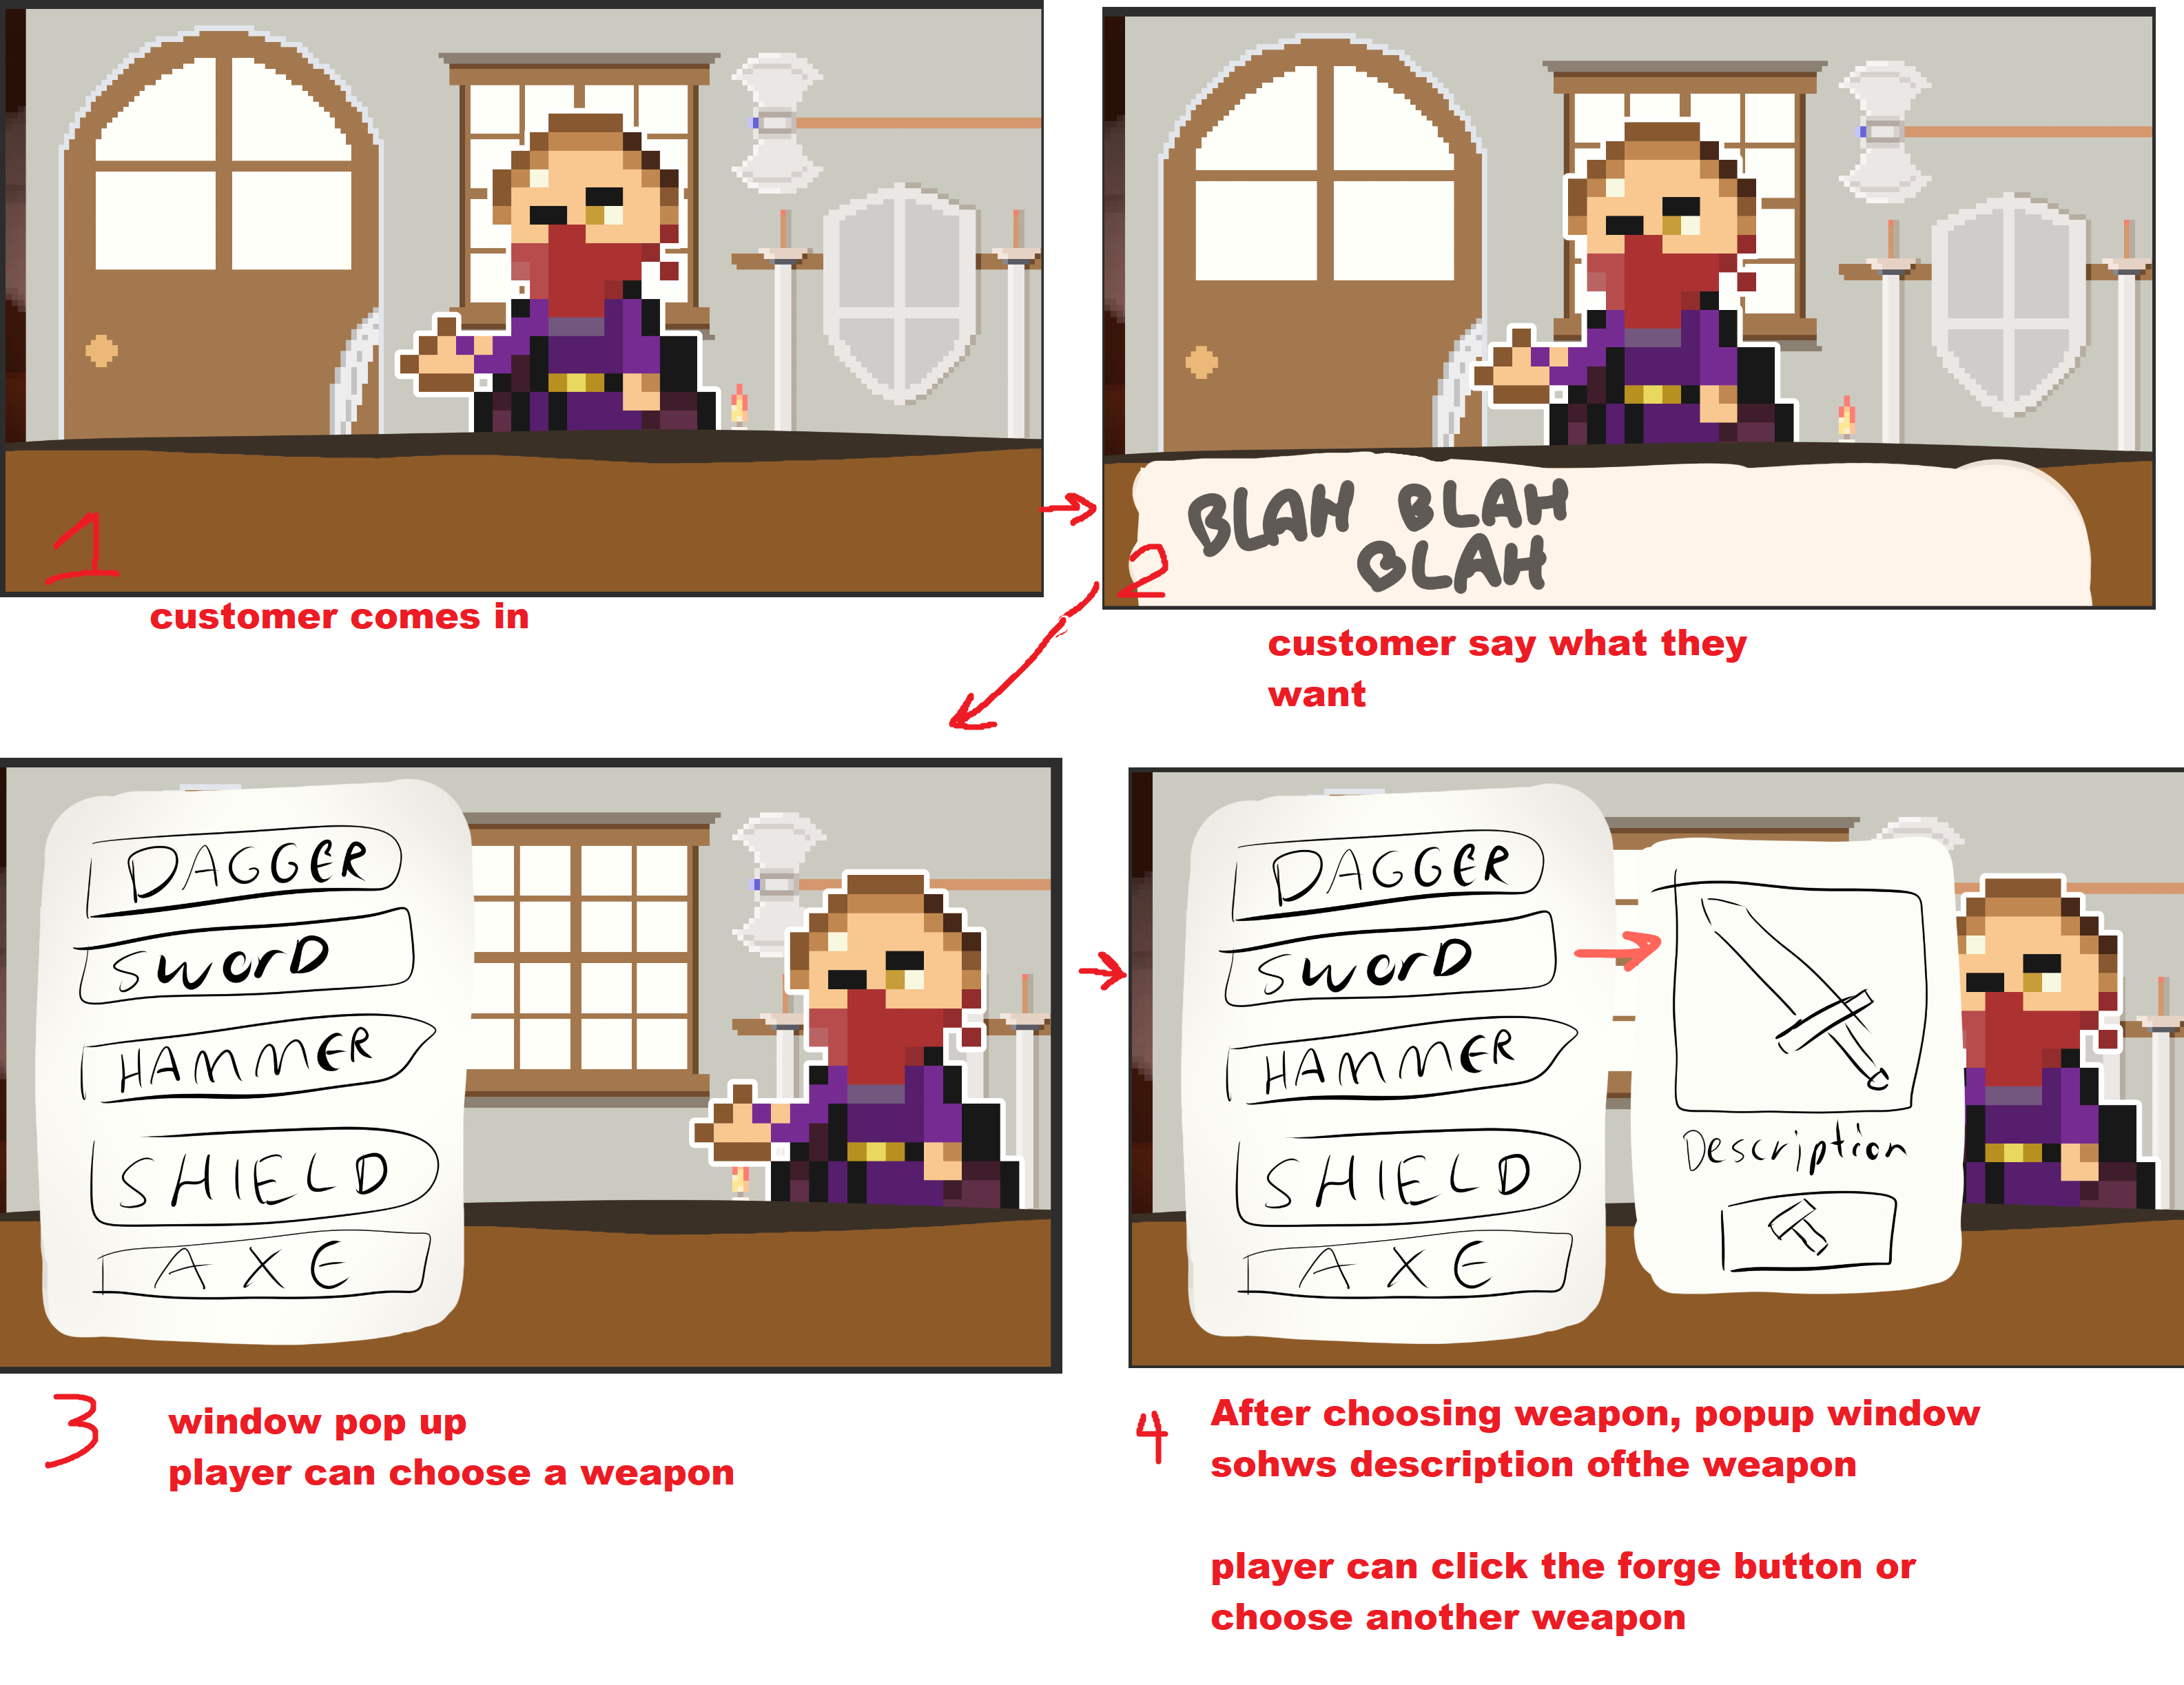 1
customer comes in
BLAH BLAH
BLAH
2
customer say what they
want
DAGGER
SWORD
HAMMER
SHIELD
AXE
3
window pop up
player can choose a weapon
DAGGER
SWORD
HAMMER
SHIELD
AXE
Description
4
After choosing weapon, popup window
sohws description ofthe weapon
player can click the forge button or
choose another weapon